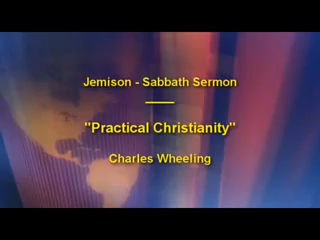 Jemison - Sabbath Sermon
"Practical Christianity"
Charles Wheeling